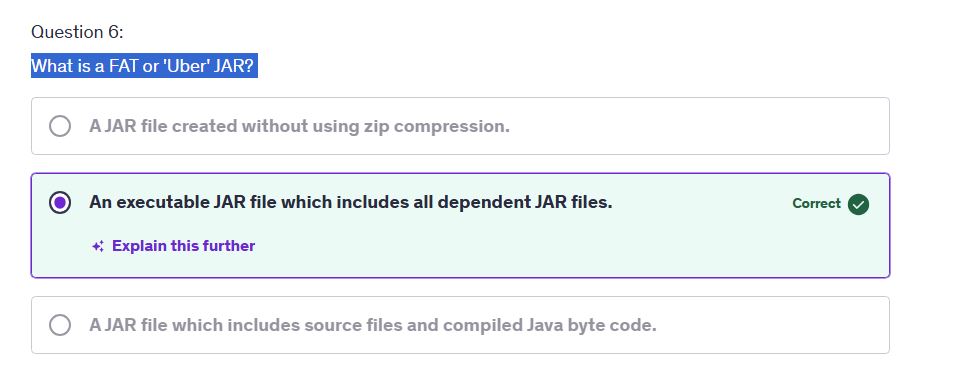 Question 6:
What is a FAT or 'Uber' JAR?
A JAR file created without using zip compression.
An executable JAR file which includes all dependent JAR files.
Correct
Explain this further
A JAR file which includes source files and compiled Java byte code.